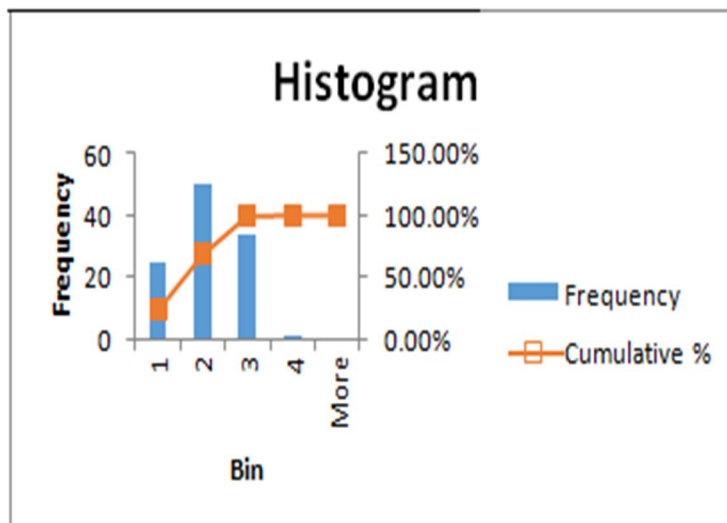 Histogram
Frequency
60
40
20
0
150.00%
100.00%
50.00%
0.00%
1
2
3
4
More
Bin
Frequency
Cumulative %